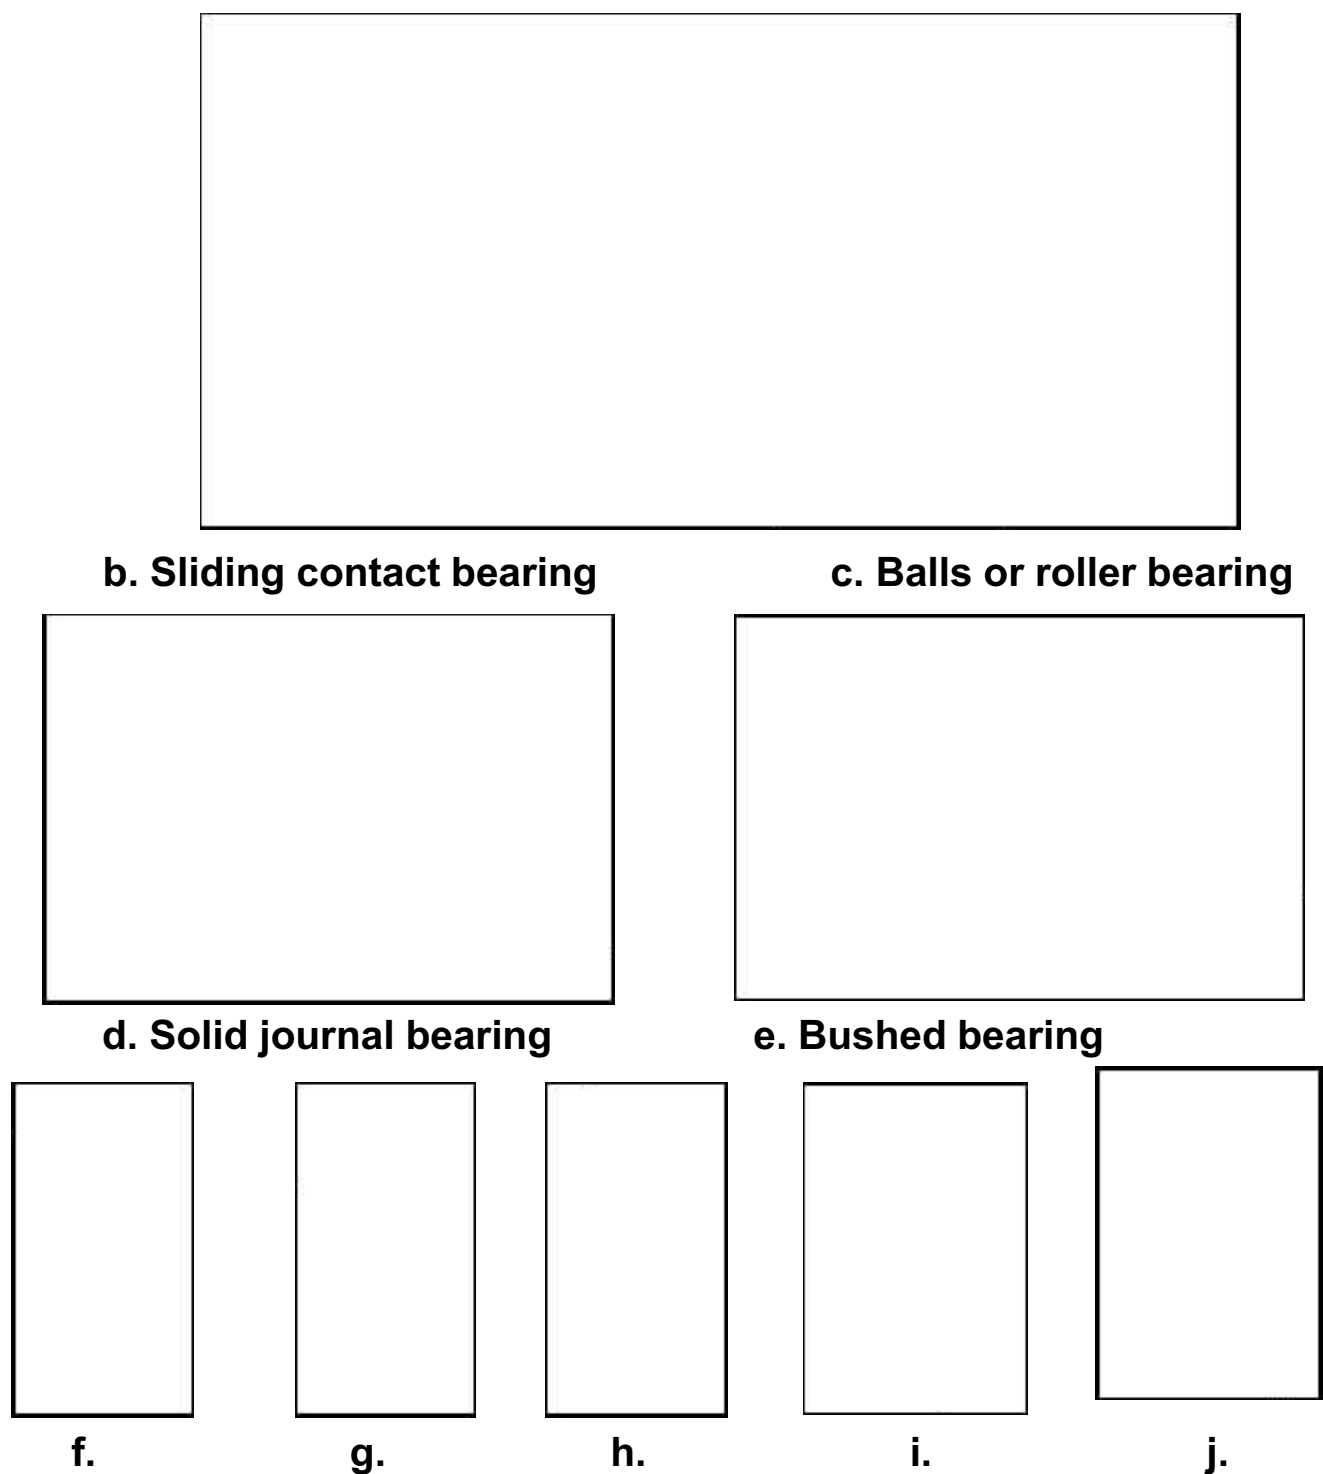 b. Sliding contact bearing c. Balls or roller bearing
d. Solid journal bearing e. Bushed bearing
f. g. h. i. j.